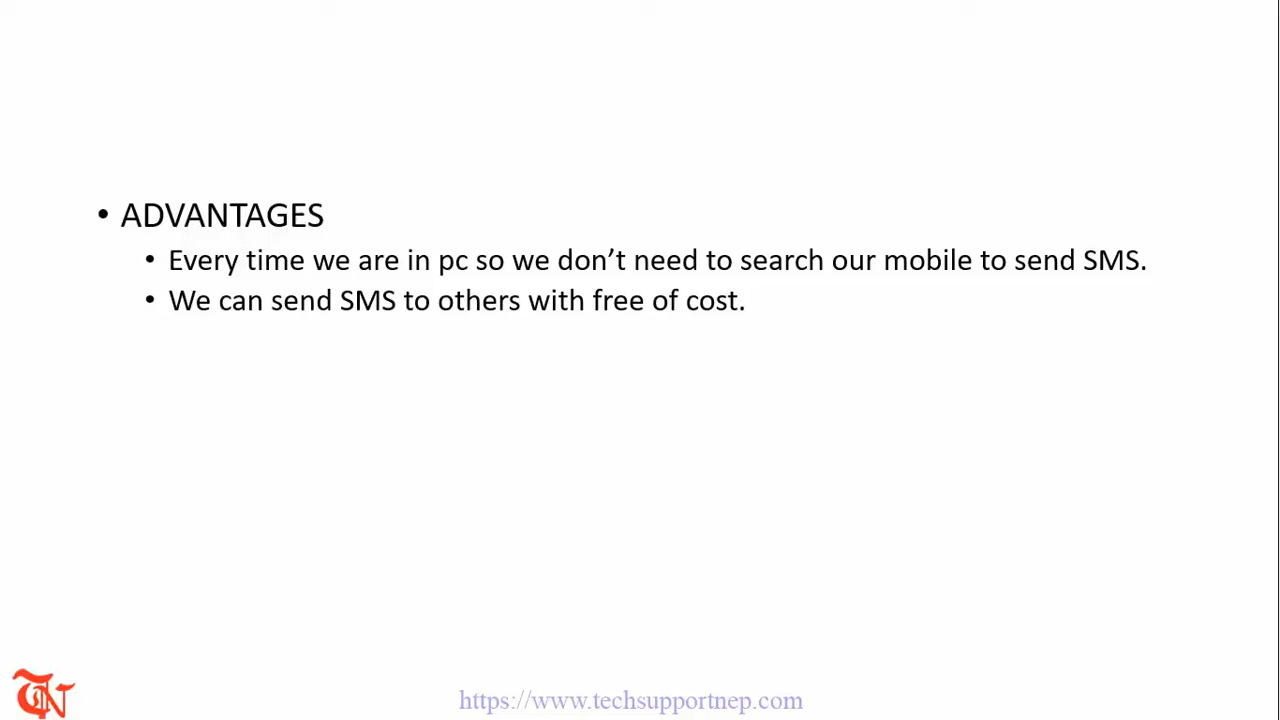 • ADVANTAGES
• Every time we are in pc so we don’t need to search our mobile to send SMS.
• We can send SMS to others with free of cost.
TN
https://www.techsupportnep.com